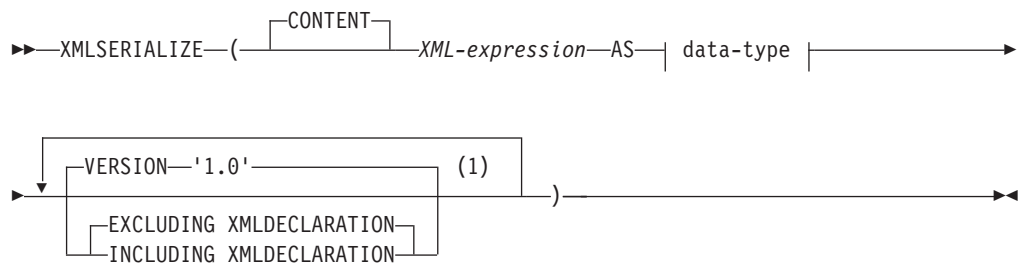 CONTENT
XMLSERIALIZE ( XML-expression AS data-type
VERSION '1.0' (1)
)
EXCLUDING XMLDECLARATION
INCLUDING XMLDECLARATION